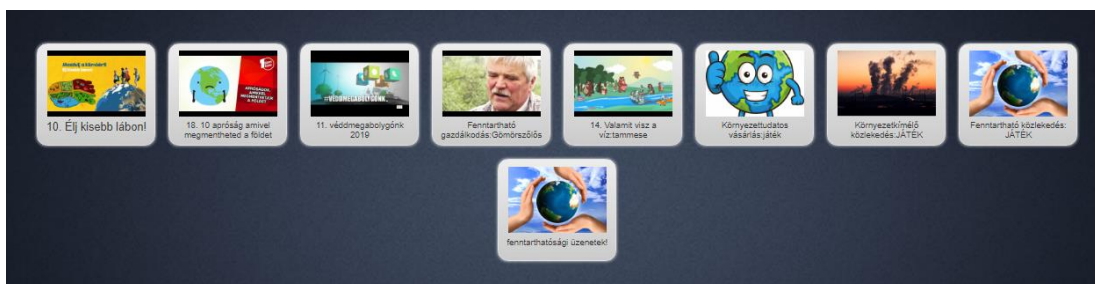 10. Élj kisebb lábon!
18. 10 apróság amivel
megmentheted a földet
11. véddmegabolygónk
2019
Fenntartható
gazdálkodás:Gömörszőlős
14. Valamit visz a
víz:tammese
Környezettudatos
vásárlás:játék
Környezetkímélő
közlekedés:JÁTÉK
Fenntartható közlekedés:
JÁTÉK
#VÉDDMEGABOLYGÓNK
fenntarthatósági üzenetek!